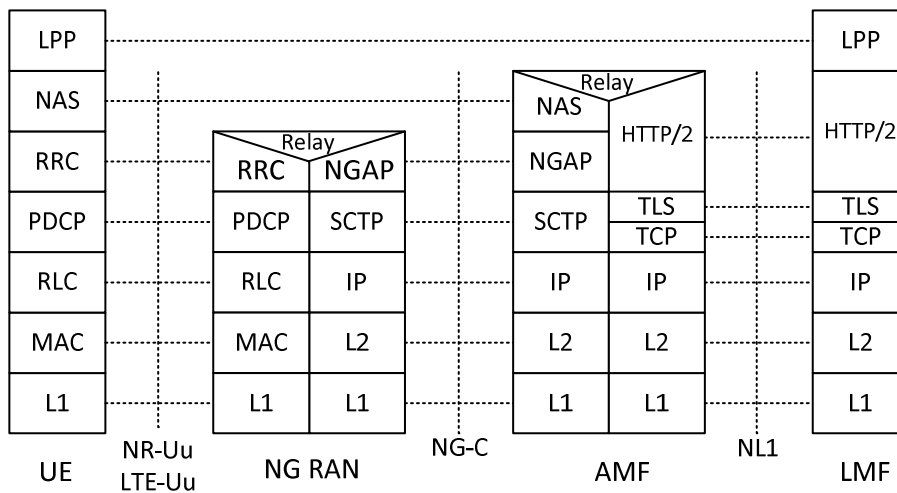 LPP
LPP
NAS
Relay
NAS
HTTP/2
HTTP/2
RRC
Relay
RRC
NGAP
NGAP
PDCP
PDCP
SCTP
SCTP
TLS
TCP
TLS
TCP
RLC
RLC
IP
IP
IP
IP
MAC
MAC
L2
L2
L2
L2
L1
L1
L1
L1
L1
L1
UE
NR-Uu
LTE-Uu
NG RAN
NG-C
AMF
NL1
LMF